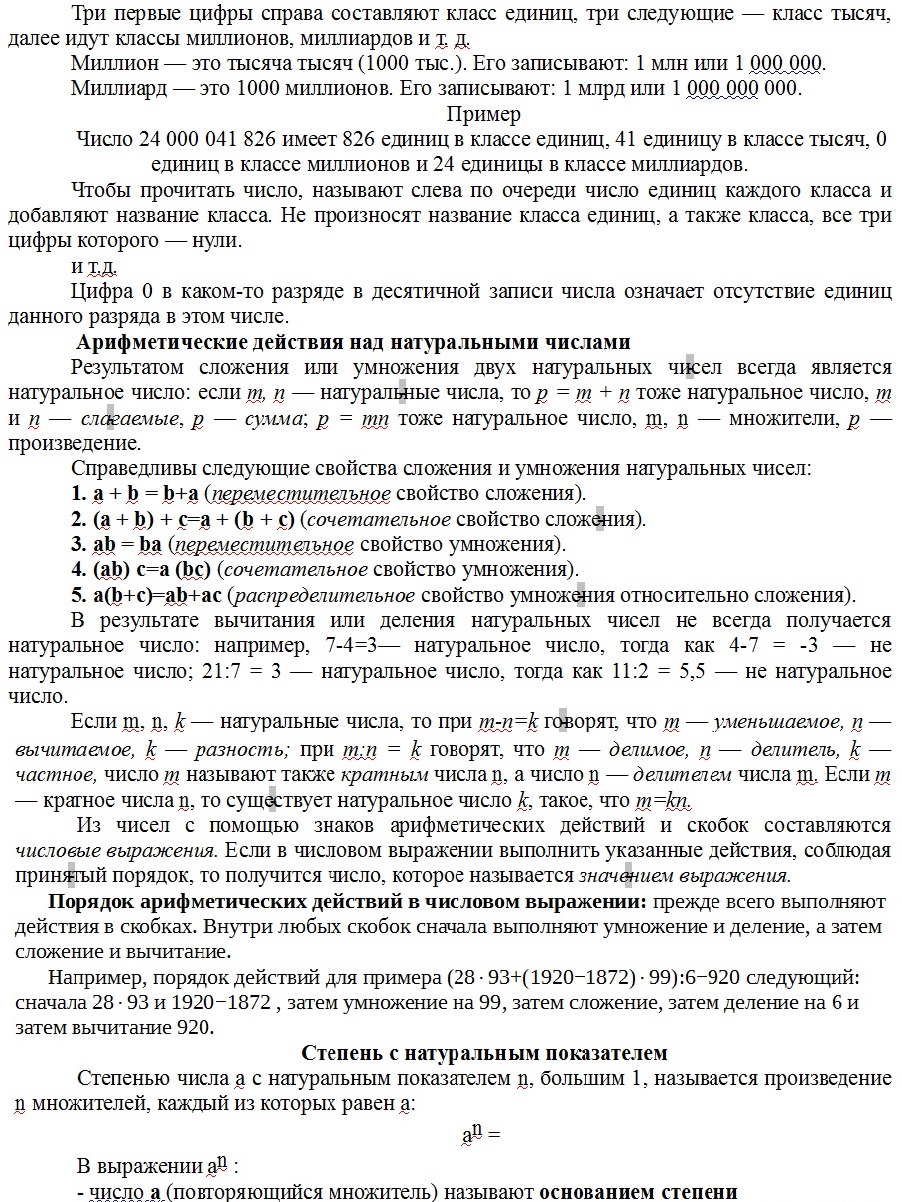 Три первые цифры справа составляют класс единиц, три следующие — класс тысяч,
далее идут классы миллионов, миллиардов и т. д.
Миллион — это тысяча тысяч (1000 тыс.). Его записывают: 1 млн или 1 000 000.
Миллиард — это 1000 миллионов. Его записывают: 1 млрд или 1 000 000 000.
Пример
Число 24 000 041 826 имеет 826 единиц в классе единиц, 41 единицу в классе тысяч, 0
единиц в классе миллионов и 24 единицы в классе миллиардов.
Чтобы прочитать число, называют слева по очереди число единиц каждого класса и
добавляют название класса. Не произносят название класса единиц, а также класса, все три
цифры которого — нули.
и т.д.
Цифра 0 в каком-то разряде в десятичной записи числа означает отсутствие единиц
данного разряда в этом числе.
Арифметические действия над натуральными числами
Результатом сложения или умножения двух натуральных чисел всегда является
натуральное число: если m, n — натуральные числа, то p = m + n тоже натуральное число, m
и n — слагаемые, p — сумма; p = mn тоже натуральное число, m, n — множители, p —
произведение.
Справедливы следующие свойства сложения и умножения натуральных чисел:
1. a + b = b+a (переместительное свойство сложения).
2. (a + b) + c=a + (b + c) (сочетательное свойство сложения).
3. ab = ba (переместительное свойство умножения).
4. (ab) c=a (bc) (сочетательное свойство умножения).
5. a(b+c)=ab+ac (распределительное свойство умножения относительно сложения).
В результате вычитания или деления натуральных чисел не всегда получается
натуральное число: например, 7-4=3— натуральное число, тогда как 4-7 = -3 — не
натуральное число; 21:7 = 3 — натуральное число, тогда как 11:2 = 5,5 — не натуральное
число.
Если m, n, k — натуральные числа, то при m-n=k говорят, что m — уменьшаемое, n —
вычитаемое, k — разность; при m:n = k говорят, что m — делимое, n — делитель, k —
частное, число m называют также кратным числа n, а число n — делителем числа m. Если m
— кратное числа n, то существует натуральное число k, такое, что m=kn.
Из чисел с помощью знаков арифметических действий и скобок составляются
числовые выражения. Если в числовом выражении выполнить указанные действия, соблюдая
принятый порядок, то получится число, которое называется значением выражения.
Порядок арифметических действий в числовом выражении: прежде всего выполняют
действия в скобках. Внутри любых скобок сначала выполняют умножение и деление, а затем
сложение и вычитание.
Например, порядок действий для примера (28 · 93+(1920−1872) · 99):6−920 следующий:
сначала 28 · 93 и 1920−1872 , затем умножение на 99, затем сложение, затем деление на 6 и
затем вычитание 920.
Степень с натуральным показателем
Степенью числа a с натуральным показателем n, большим 1, называется произведение
n множителей, каждый из которых равен a:
aⁿ =
В выражении aⁿ :
- число a (повторяющийся множитель) называют основанием степени